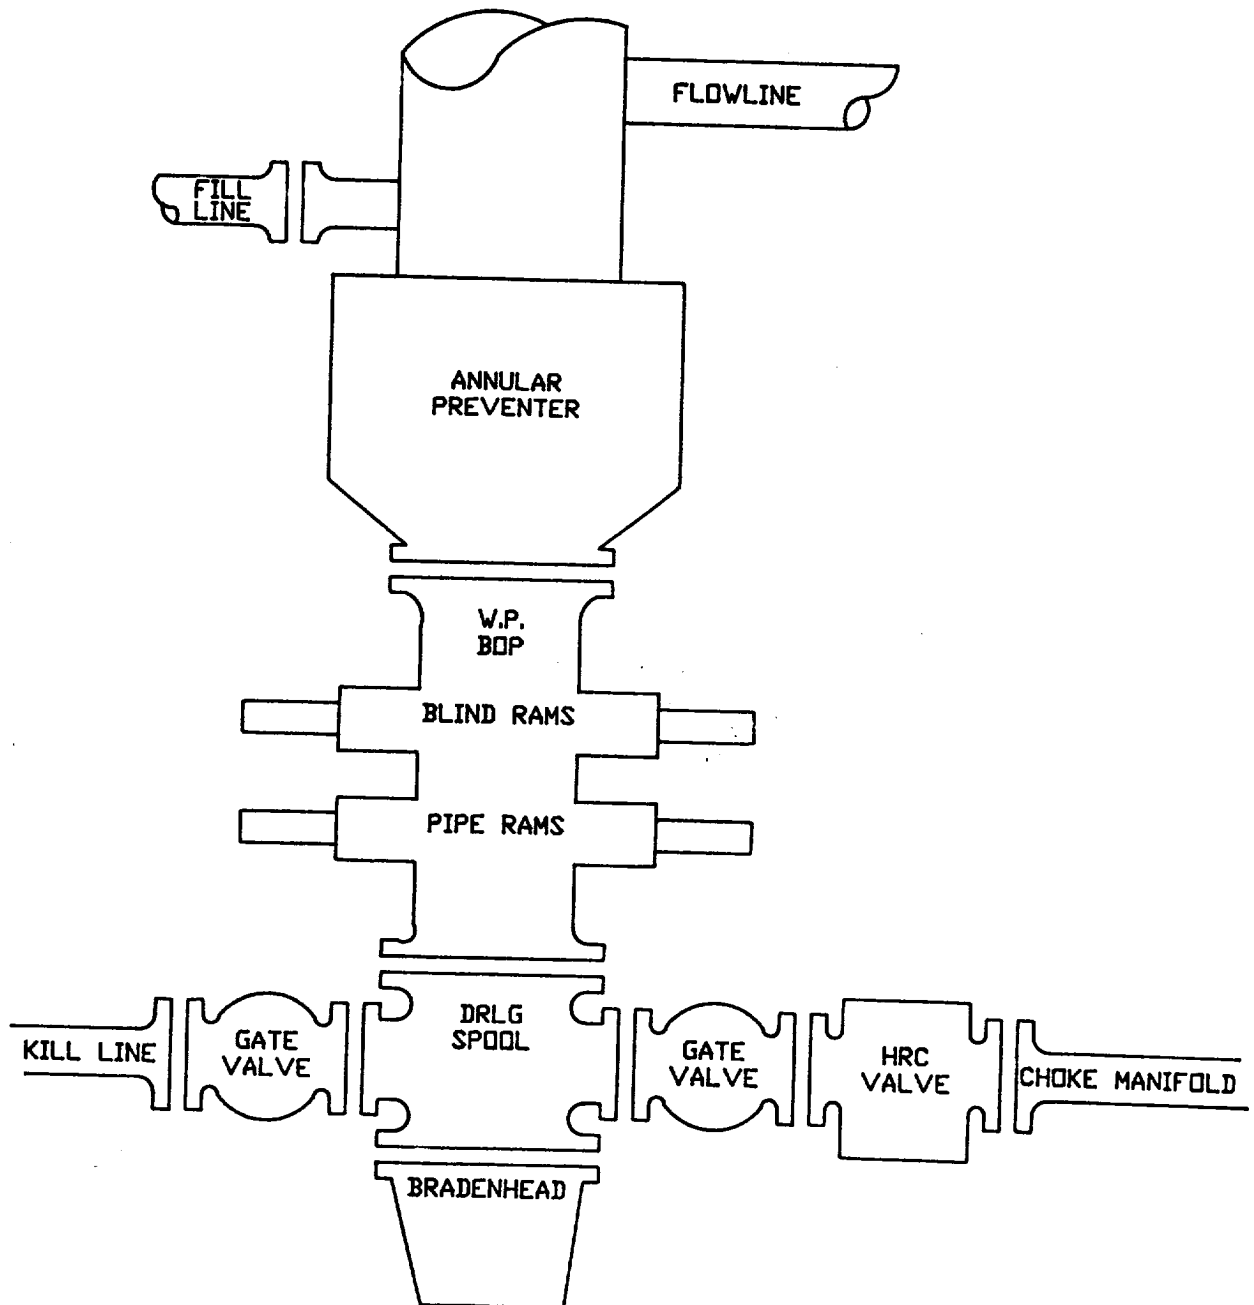 FLOWLINE
FILL
LINE
ANNULAR
PREVENTER
W.P.
BOP
BLIND RAMS
PIPE RAMS
DRLG
SPOOL
KILL LINE
GATE
VALVE
GATE
VALVE
HRC
VALVE
CHOKE MANIFOLD
BRADENHEAD